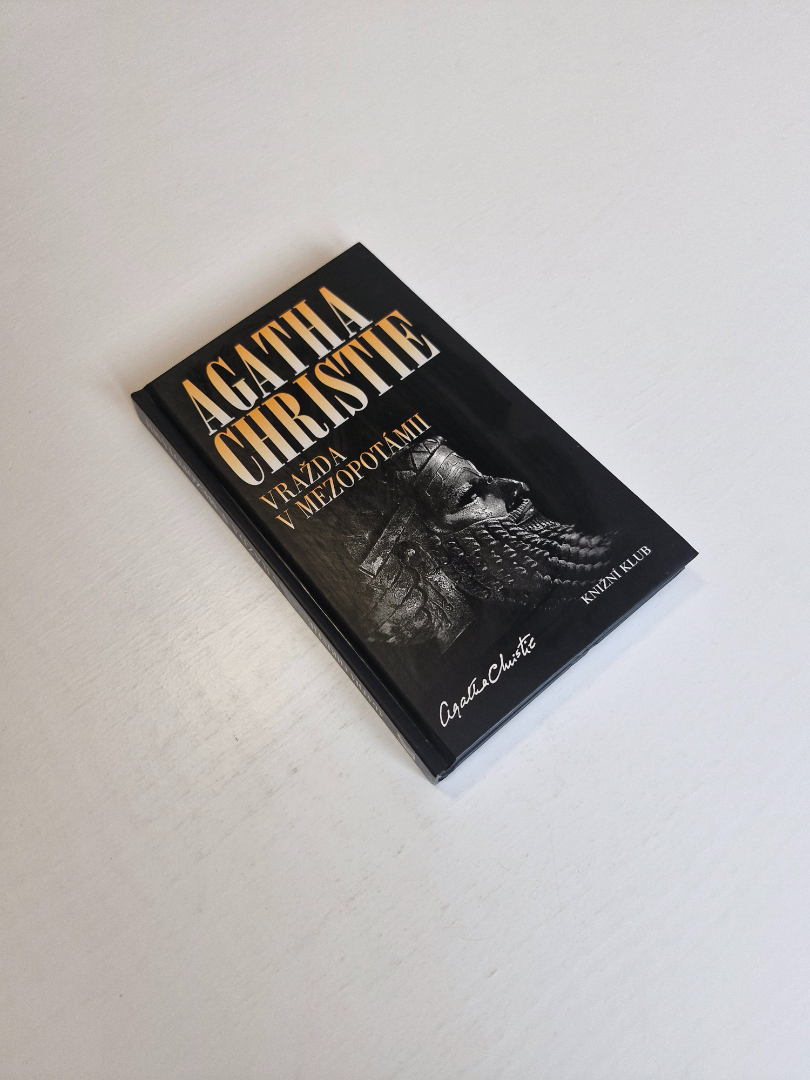 AGATHA
CHRISTIE
VRAŽDA
V MEZOPOTÁMII
KNIŽNÍ KLUB
Agatha Christie